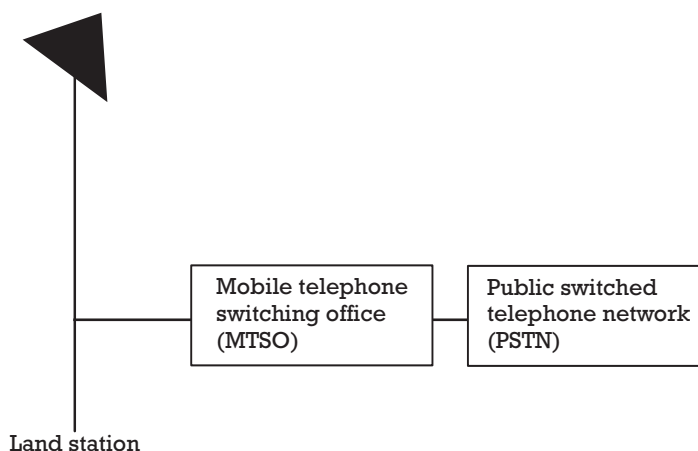 Mobile telephone
switching office
(MTSO)
Public switched
telephone network
(PSTN)
Land station